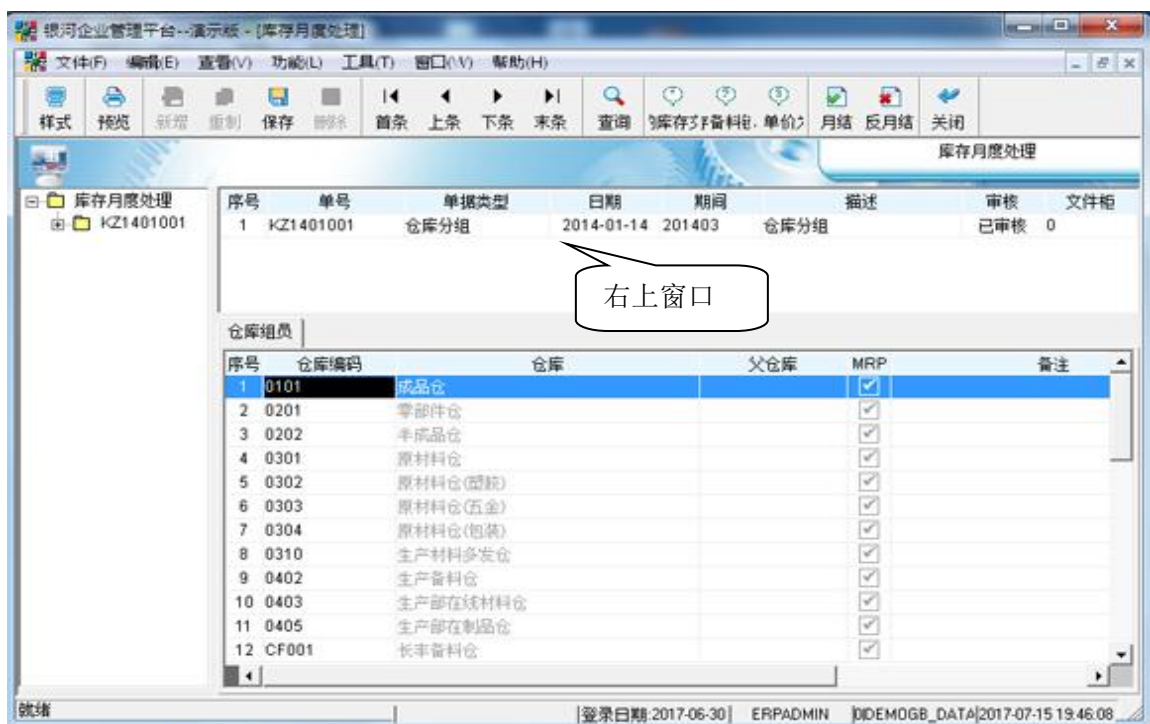 银河企业管理平台--演示版 - [库存月度处理]
文件(F) 编辑(E) 查看(V) 功能(L) 工具(T) 窗口(W) 帮助(H)
样式 预览 新增 重制 保存 删除 首条 上条 下条 末条 查询 单价 月结 反月结 关闭
库存月度处理
库存月度处理
KZ1401001
序号 单号 单据类型 日期 期间 描述 审核 文件柜
1 KZ1401001 仓库分组 2014-01-14 201403 仓库分组 已审核 0
右上窗口
仓库组员
序号 仓库编码 仓库 父仓库 MRP 备注
1 0101 成品仓
2 0201 零部件仓
3 0202 半成品仓
4 0301 原材料仓
5 0302 原材料仓(塑胶)
6 0303 原材料仓(五金)
7 0304 原材料仓(包装)
8 0310 生产材料多发仓
9 0402 生产备料仓
10 0403 生产部在线材料仓
11 0405 生产部在制品仓
12 CF001 长丰备料仓
就绪 登录日期:2017-06-30 ERPADMIN DEMOGB_DATA 2017-07-15 19:46:08